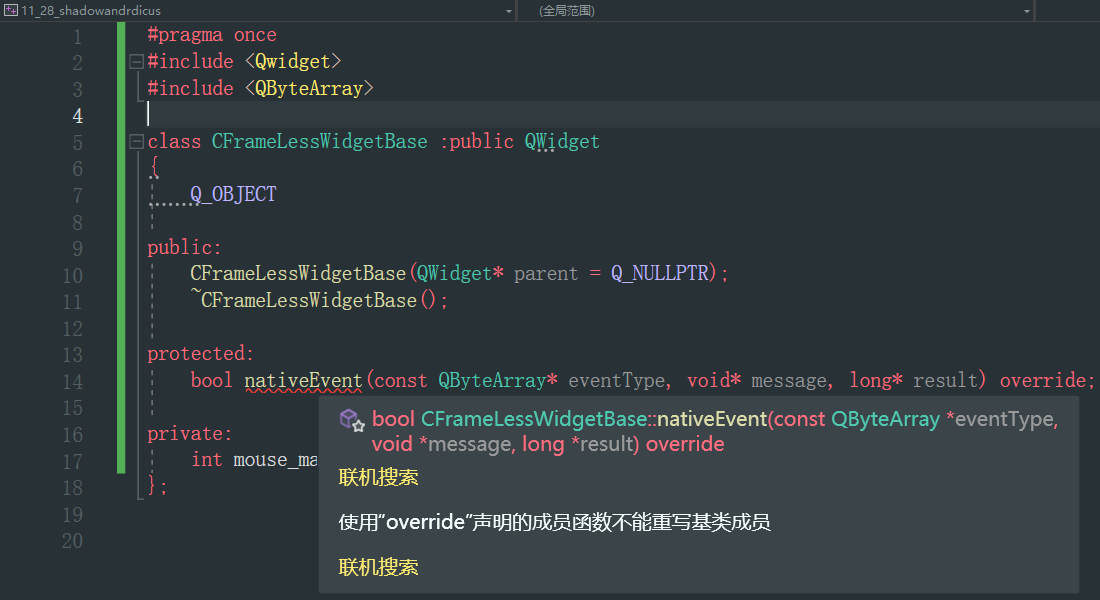 11_28_shadowandrdicus
(全局范围)
1 #pragma once
2 #include <Qwidget>
3 #include <QByteArray>
4
5 class CFrameLessWidgetBase :public QWidget
6 {
7 Q_OBJECT
8
9 public:
10 CFrameLessWidgetBase(QWidget* parent = Q_NULLPTR);
11 ~CFrameLessWidgetBase();
12
13 protected:
14 bool nativeEvent(const QByteArray* eventType, void* message, long* result) override;
15
16 private:
17 int mouse_ma
18 };
19
20
bool CFrameLessWidgetBase::nativeEvent(const QByteArray *eventType,
void *message, long *result) override
联机搜索
使用“override”声明的成员函数不能重写基类成员
联机搜索